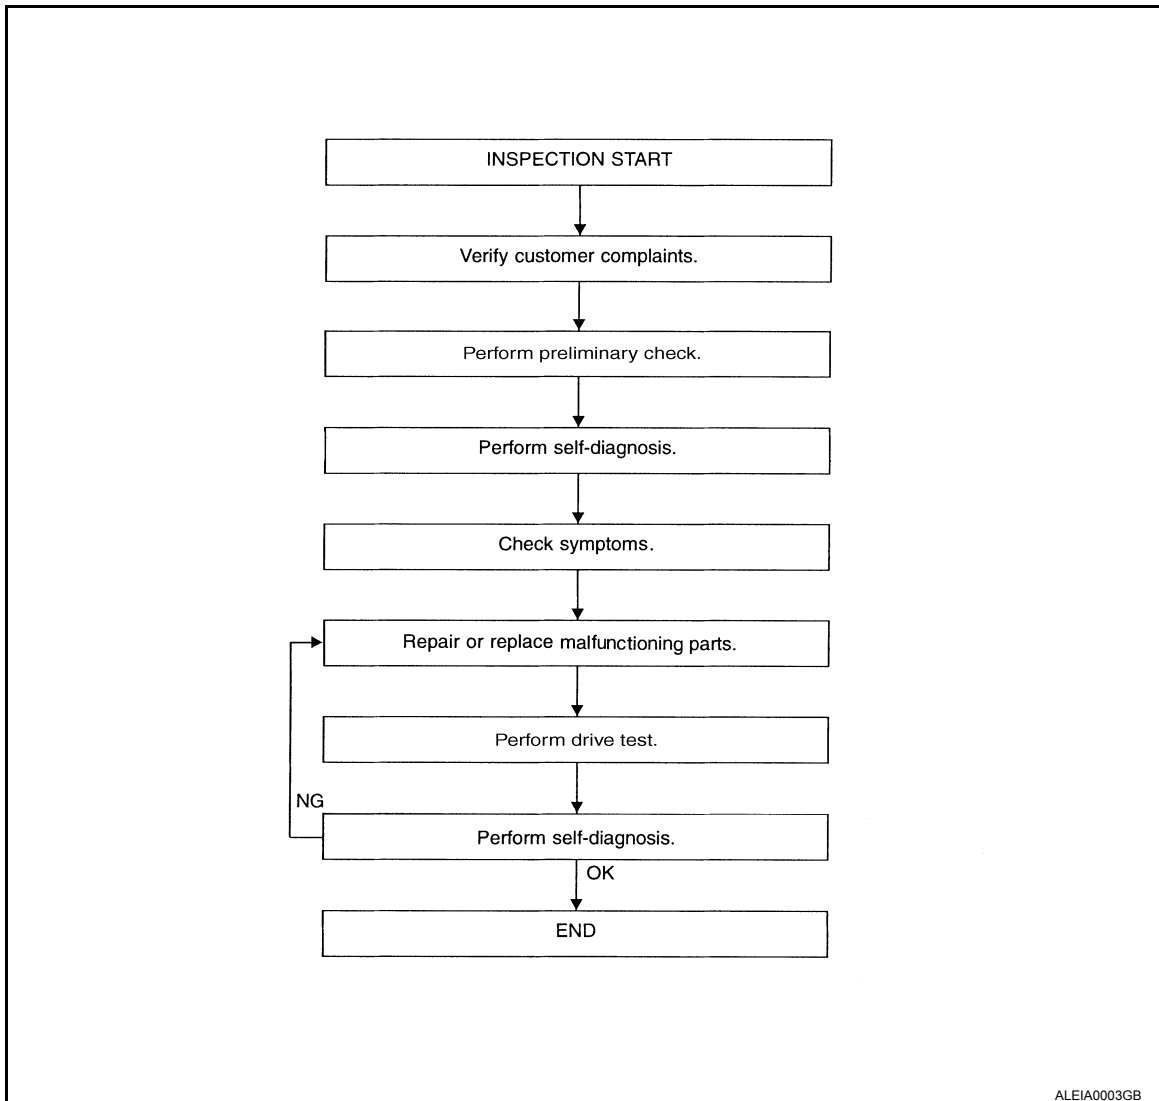 INSPECTION START
Verify customer complaints.
Perform preliminary check.
Perform self-diagnosis.
Check symptoms.
Repair or replace malfunctioning parts.
Perform drive test.
NG
Perform self-diagnosis.
OK
END
ALEIA0003GB